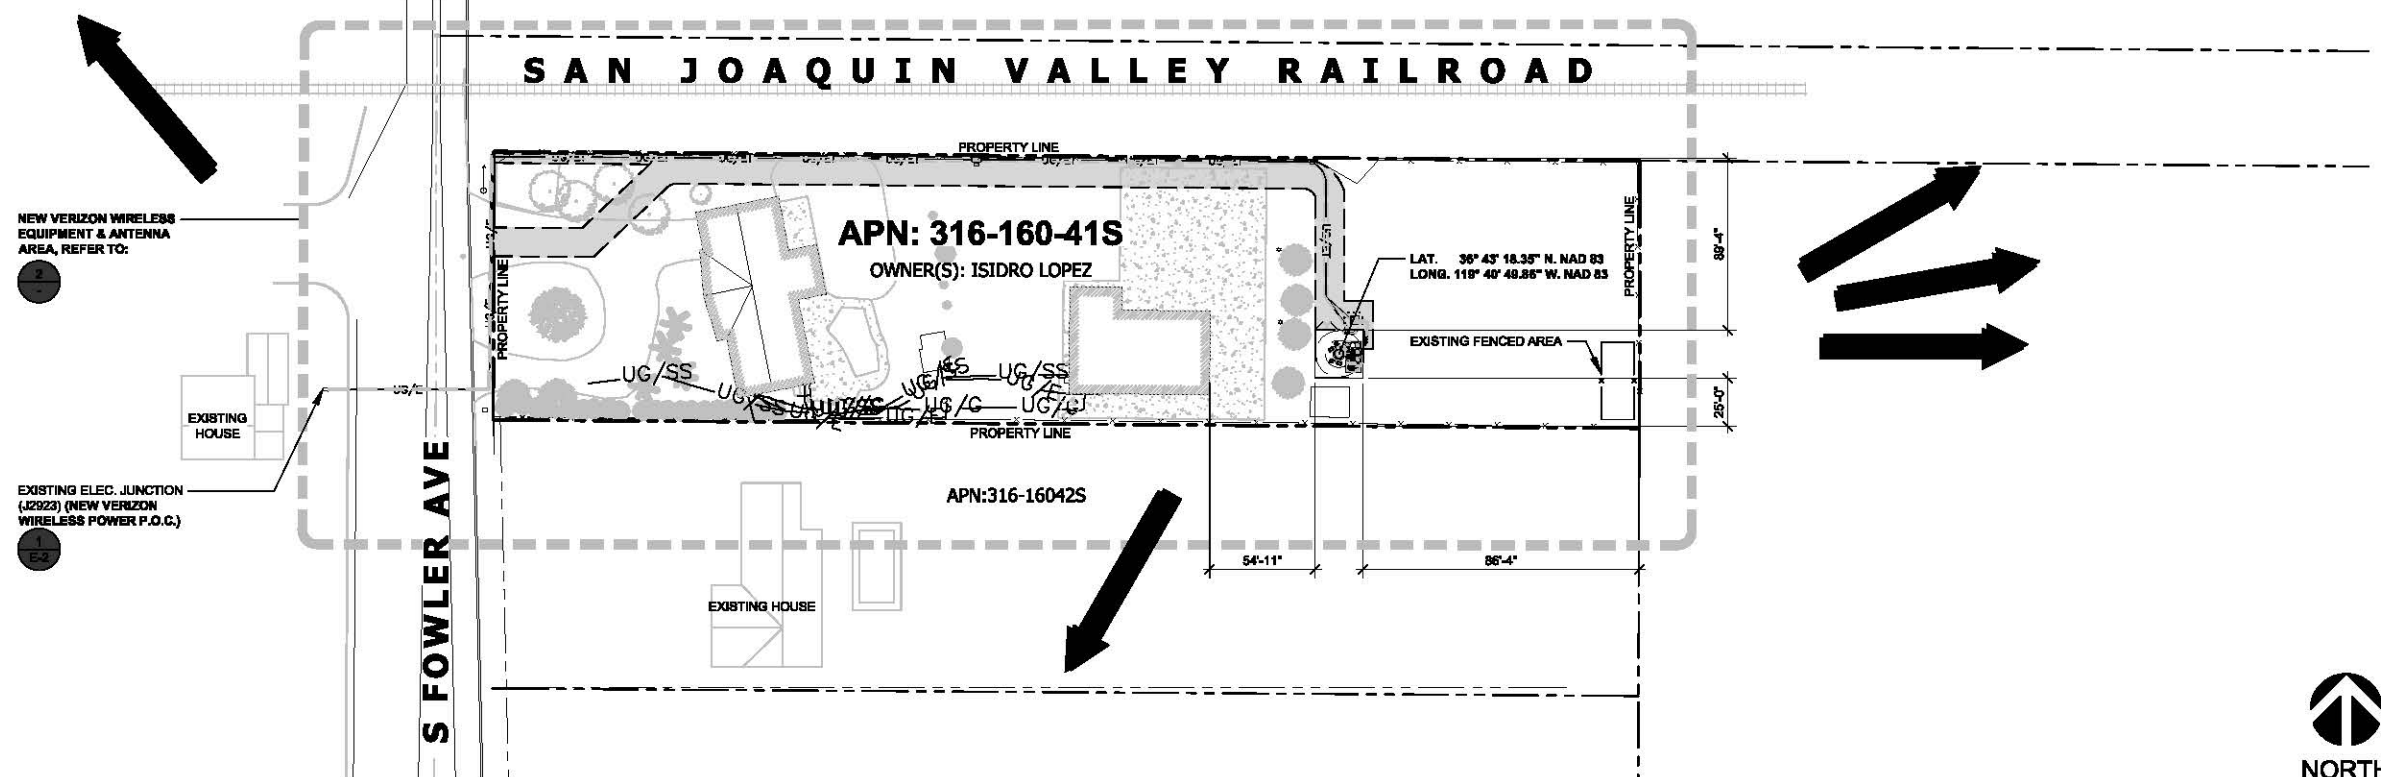 SAN JOAQUIN VALLEY RAILROAD
PROPERTY LINE
NEW VERIZON WIRELESS
EQUIPMENT & ANTENNA
AREA, REFER TO:
2
-
APN: 316-160-41S
OWNER(S): ISIDRO LOPEZ
PROPERTY LINE
PROPERTY LINE
LAT. 36° 43' 18.35" N. NAD 83
LONG. 119° 40' 49.86" W. NAD 83
89'-4"
EXISTING FENCED AREA
25'-0"
UG/E
UG/SS
UG/SS
UG/SS
UG/G
UG/G
UG/E
EXISTING
HOUSE
PROPERTY LINE
EXISTING ELEC. JUNCTION
(J2923) (NEW VERIZON
WIRELESS POWER P.O.C.)
1
E-2
S FOWLER AVE
APN:316-16042S
54'-11"
86'-4"
EXISTING HOUSE
NORTH